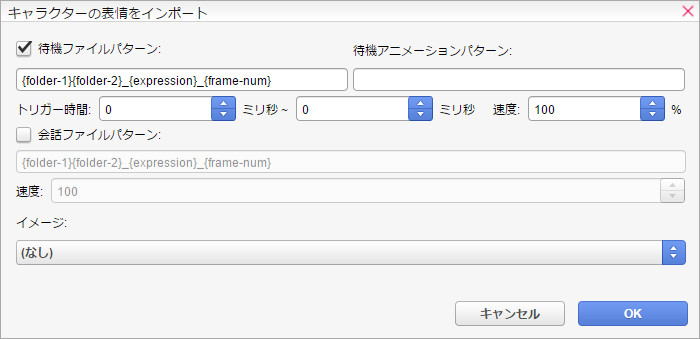 キャラクターの表情をインポート
待機ファイルパターン: 待機アニメーションパターン:
{folder-1}{folder-2}_{expression}_{frame-num}
トリガー時間: 0 ミリ秒 ~ 0 ミリ秒 速度: 100 %
会話ファイルパターン:
{folder-1}{folder-2}_{expression}_{frame-num}
速度: 100
イメージ:
(なし)
キャンセル OK